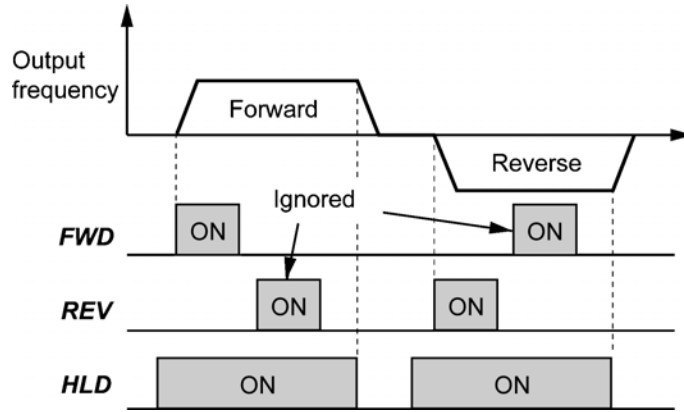 Output
frequency
Forward
Reverse
Ignored
FWD
ON
ON
REV
ON
ON
HLD
ON
ON